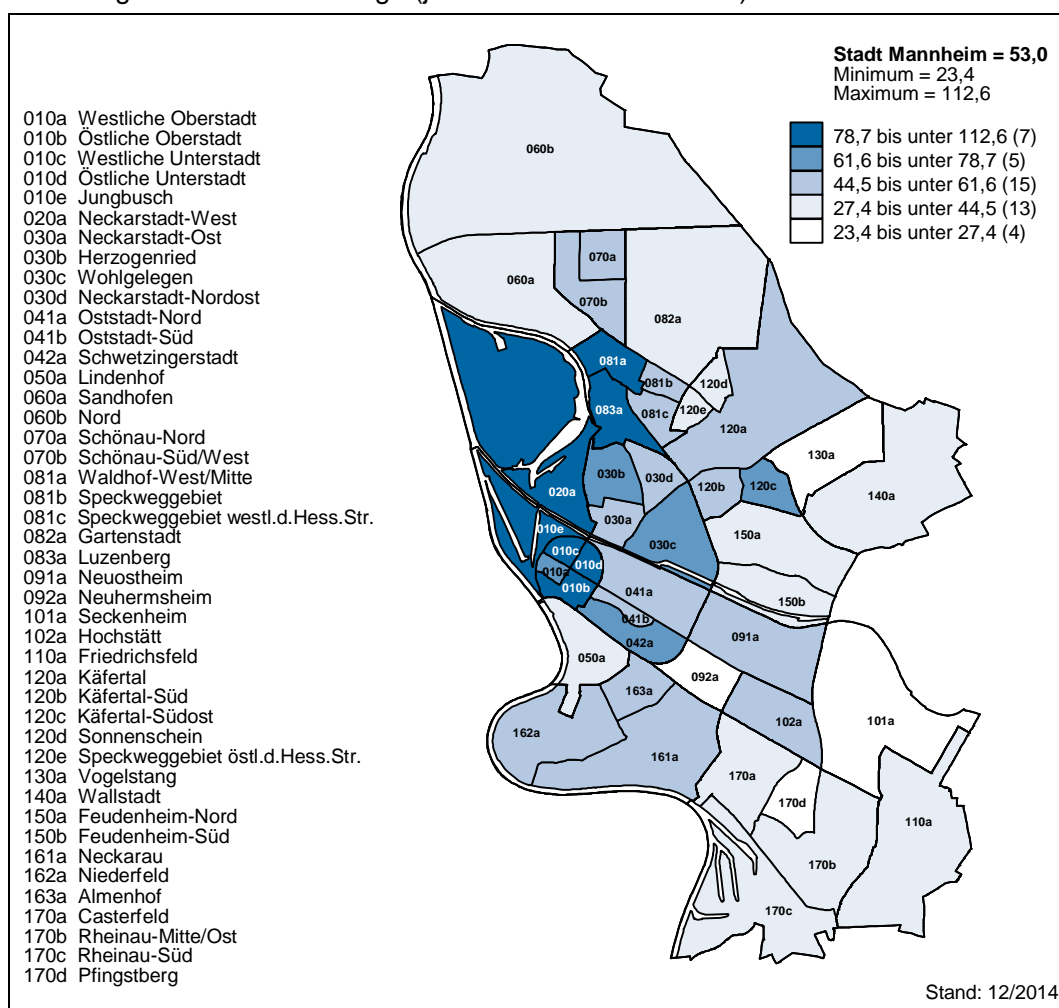 Stadt Mannheim = 53,0
Minimum = 23,4
Maximum = 112,6
78,7 bis unter 112,6 (7)
61,6 bis unter 78,7 (5)
44,5 bis unter 61,6 (15)
27,4 bis unter 44,5 (13)
23,4 bis unter 27,4 (4)
010a Westliche Oberstadt
010b Östliche Oberstadt
010c Westliche Unterstadt
010d Östliche Unterstadt
010e Jungbusch
020a Neckarstadt-West
030a Neckarstadt-Ost
030b Herzogenried
030c Wohlgelegen
030d Neckarstadt-Nordost
041a Oststadt-Nord
041b Oststadt-Süd
042a Schwetzingerstadt
050a Lindenhof
060a Sandhofen
060b Nord
070a Schönau-Nord
070b Schönau-Süd/West
081a Waldhof-West/Mitte
081b Speckweggebiet
081c Speckweggebiet westl.d.Hess.Str.
082a Gartenstadt
083a Luzenberg
091a Neuostheim
092a Neuhermsheim
101a Seckenheim
102a Hochstätt
110a Friedrichsfeld
120a Käfertal
120b Käfertal-Süd
120c Käfertal-Südost
120d Sonnenschein
120e Speckweggebiet östl.d.Hess.Str.
130a Vogelstang
140a Wallstadt
150a Feudenheim-Nord
150b Feudenheim-Süd
161a Neckarau
162a Niederfeld
163a Almenhof
170a Casterfeld
170b Rheinau-Mitte/Ost
170c Rheinau-Süd
170d Pfingstberg
060b
070a
060a
070b
082a
081a
081b
120d
083a
081c
120e
120a
130a
030b
030d
120b
120c
020a
140a
030a
010e
030c
150a
010c
010a
010d
010b
041a
150b
041b
091a
042a
050a
092a
163a
102a
101a
162a
161a
170a
170d
110a
170b
170c
Stand: 12/2014